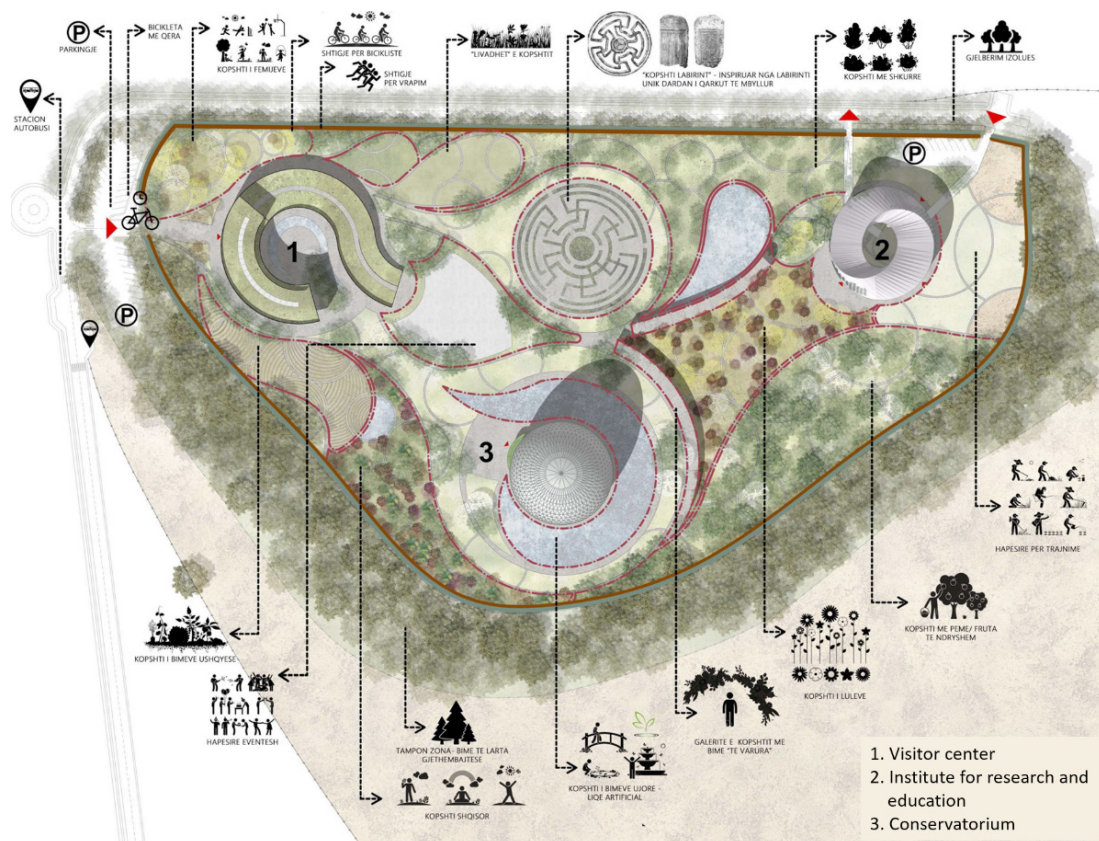 BICIKLETA
ME QERA
PARKINGJE
KOPSHTI I FEMIJEVE
SHTIGJE PER BICIKLISTE
SHTIGJE
PER VRAPIM
"LIVADHET" E KOPSHTIT
"KOPSHTI LABIRINT" - INSPIRUAR NGA LABIRINTI
UNIK DARDAN I QARKUT TE MBYLLUR
KOPSHTI ME SHKURRE
GJELBERIM IZOLUES
STACION
AUTOBUSI
P
P
P
1
2
3
HAPESIRE PER TRAJNIME
KOPSHTI ME PEME/ FRUTA
TE NDRYSHEM
KOPSHTI I BIMEVE USHQYESE
HAPESIRE EVENTESH
KOPSHTI I LULEVE
GALERITE E KOPSHTIT ME
BIME "TE VARURA"
TAMPON ZONA- BIME TE LARTA
GJETHEMBAJTESE
KOPSHTI I BIMEVE UJORE -
LIQE ARTIFICIAL
KOPSHTI SHQISOR
1. Visitor center
2. Institute for research and
education
3. Conservatorium